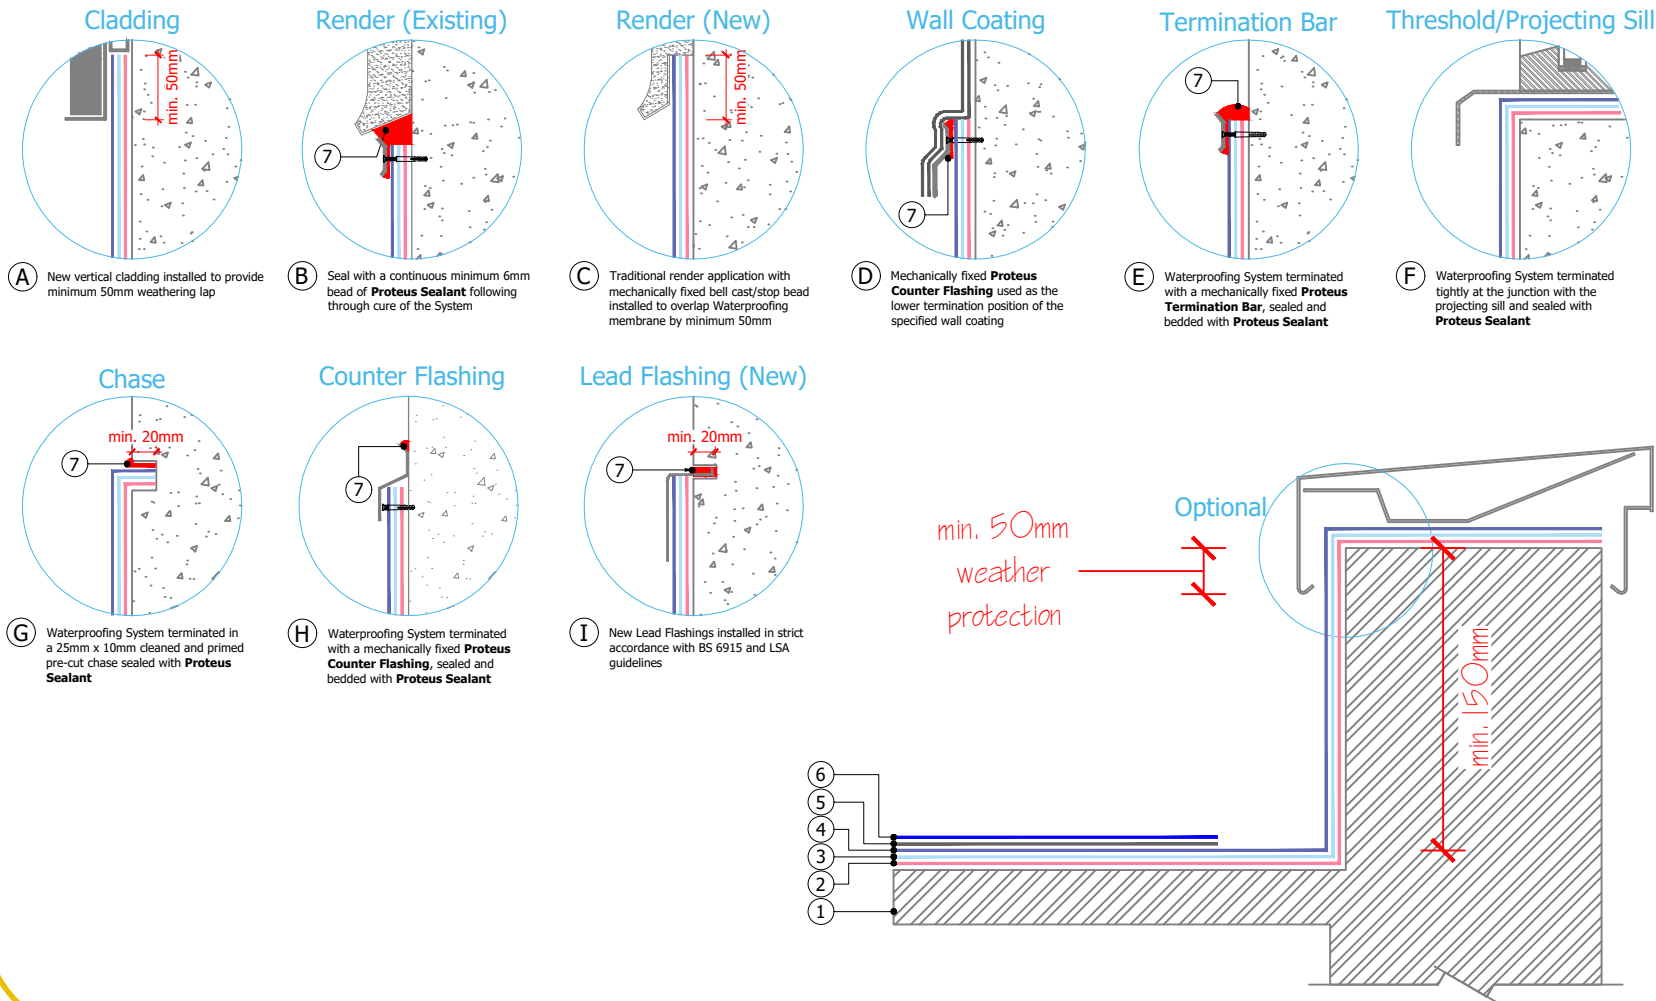 Cladding
Render (Existing)
Render (New)
Wall Coating
Termination Bar
Threshold/Projecting Sill
min. 50mm
7
min. 50mm
7
7
A
New vertical cladding installed to provide
minimum 50mm weathering lap
B
Seal with a continuous minimum 6mm
bead of Proteus Sealant following
through cure of the System
C
Traditional render application with
mechanically fixed bell cast/stop bead
installed to overlap Waterproofing
membrane by minimum 50mm
D
Mechanically fixed Proteus
Counter Flashing used as the
lower termination position of the
specified wall coating
E
Waterproofing System terminated
with a mechanically fixed Proteus
Termination Bar, sealed and
bedded with Proteus Sealant
F
Waterproofing System terminated
tightly at the junction with the
projecting sill and sealed with
Proteus Sealant
Chase
Counter Flashing
Lead Flashing (New)
min. 20mm
7
7
min. 20mm
7
G
Waterproofing System terminated in
a 25mm x 10mm cleaned and primed
pre-cut chase sealed with Proteus
Sealant
H
Waterproofing System terminated
with a mechanically fixed Proteus
Counter Flashing, sealed and
bedded with Proteus Sealant
I
New Lead Flashings installed in strict
accordance with BS 6915 and LSA
guidelines
Optional
min. 50mm
weather
protection
min. 150mm
6
5
4
3
2
1